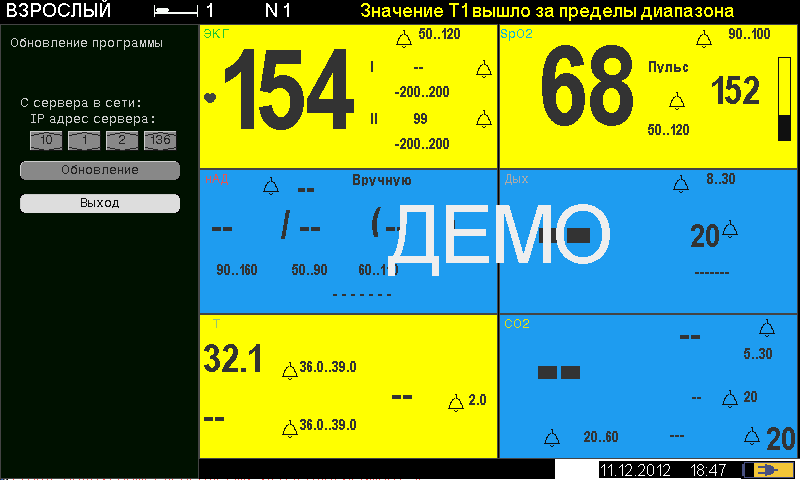 ВЗРОСЛЫЙ 1 N 1 Значение Т1 вышло за пределы диапазона
Обновление программы
С сервера в сети:
IP адрес сервера:
10 1 2 136
Обновление
Выход
ЭКГ
50..120
154
I --
-200..200
II 99
-200..200
SpO2
90..100
68
Пульс
152
50..120
нАД
--
Вручную
-- / -- (--
90..160 50..90
-------
ДЕМО
Дых
8..30
--
20
-------
T
32.1
36.0..39.0
--
2.0
--
36.0..39.0
CO2
--
5..30
--
-- 20
20..60 --- 20
11.12.2012 18:47